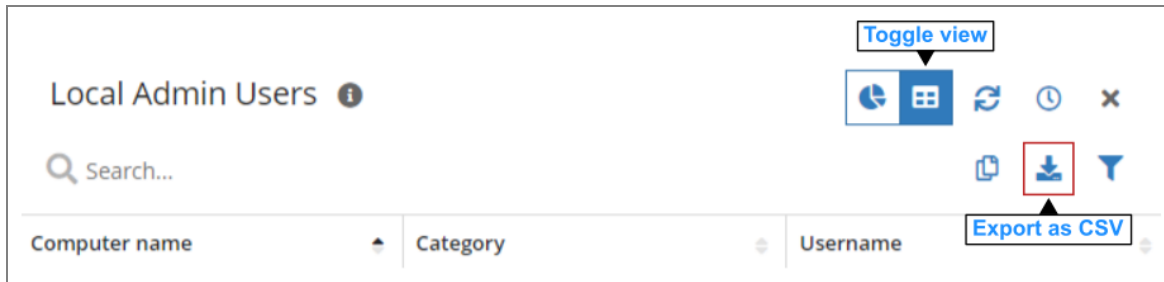 Toggle view
Local Admin Users
Search...
Export as CSV
Computer name Category Username